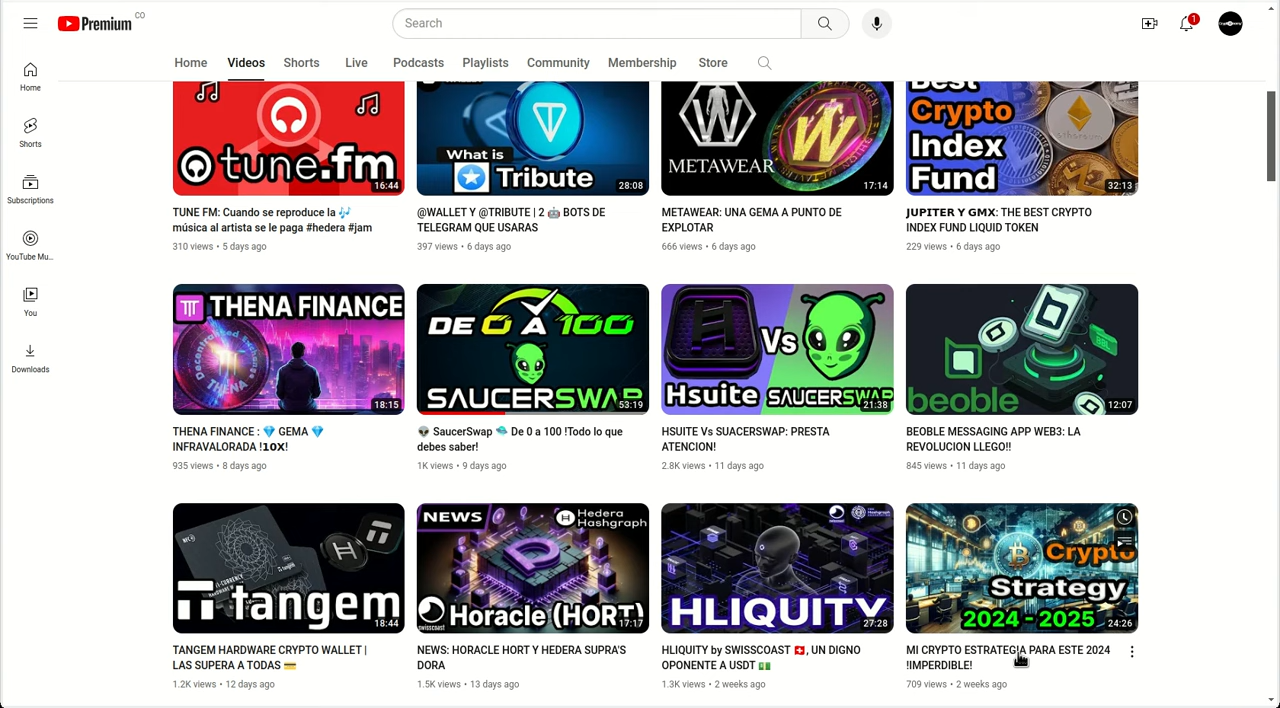 Premium CO
Search
1
Home Videos Shorts Live Podcasts Playlists Community Membership Store
Home
Shorts
Subscriptions
YouTube Mu...
You
Downloads
tune.fm
16:44
What is
Tribute
28:08
METAWEAR
17:14
Best
Crypto
Index
Fund
32:13
TUNE FM: Cuando se reproduce la 🎶
música al artista se le paga #hedera #jam
310 views • 5 days ago
@WALLET Y @TRIBUTE | 2 🤖 BOTS DE
TELEGRAM QUE USARAS
397 views • 6 days ago
METAWEAR: UNA GEMA A PUNTO DE
EXPLOTAR
666 views • 6 days ago
JUPITER Y GMX: THE BEST CRYPTO
INDEX FUND LIQUID TOKEN
229 views • 6 days ago
THENA FINANCE
18:15
DE 0 A 100
SAUCERSWAP
53:19
Vs
Hsuite SAUCERSWAP
21:38
beoble
12:07
THENA FINANCE : 💎 GEMA 💎
INFRAVALORADA !10X!
935 views • 8 days ago
👽 SaucerSwap 🛸 De 0 a 100 !Todo lo que
debes saber!
1K views • 9 days ago
HSUITE Vs SUACERSWAP: PRESTA
ATENCION!
2.8K views • 11 days ago
BEOBLE MESSAGING APP WEB3: LA
REVOLUCION LLEGO!!
845 views • 11 days ago
tangem
18:44
NEWS
Hedera
Hashgraph
swisscoast
Horacle (HORT)
17:17
HLIQUITY
27:28
Crypto
Strategy
2024 - 2025
24:26
TANGEM HARDWARE CRYPTO WALLET |
LAS SUPERA A TODAS 💳
1.2K views • 12 days ago
NEWS: HORACLE HORT Y HEDERA SUPRA'S
DORA
1.5K views • 13 days ago
HLIQUITY by SWISSCOAST 🇨🇭, UN DIGNO
OPONENTE A USDT 💵
1.3K views • 2 weeks ago
MI CRYPTO ESTRATEGIA PARA ESTE 2024
!IMPERDIBLE!
709 views • 2 weeks ago